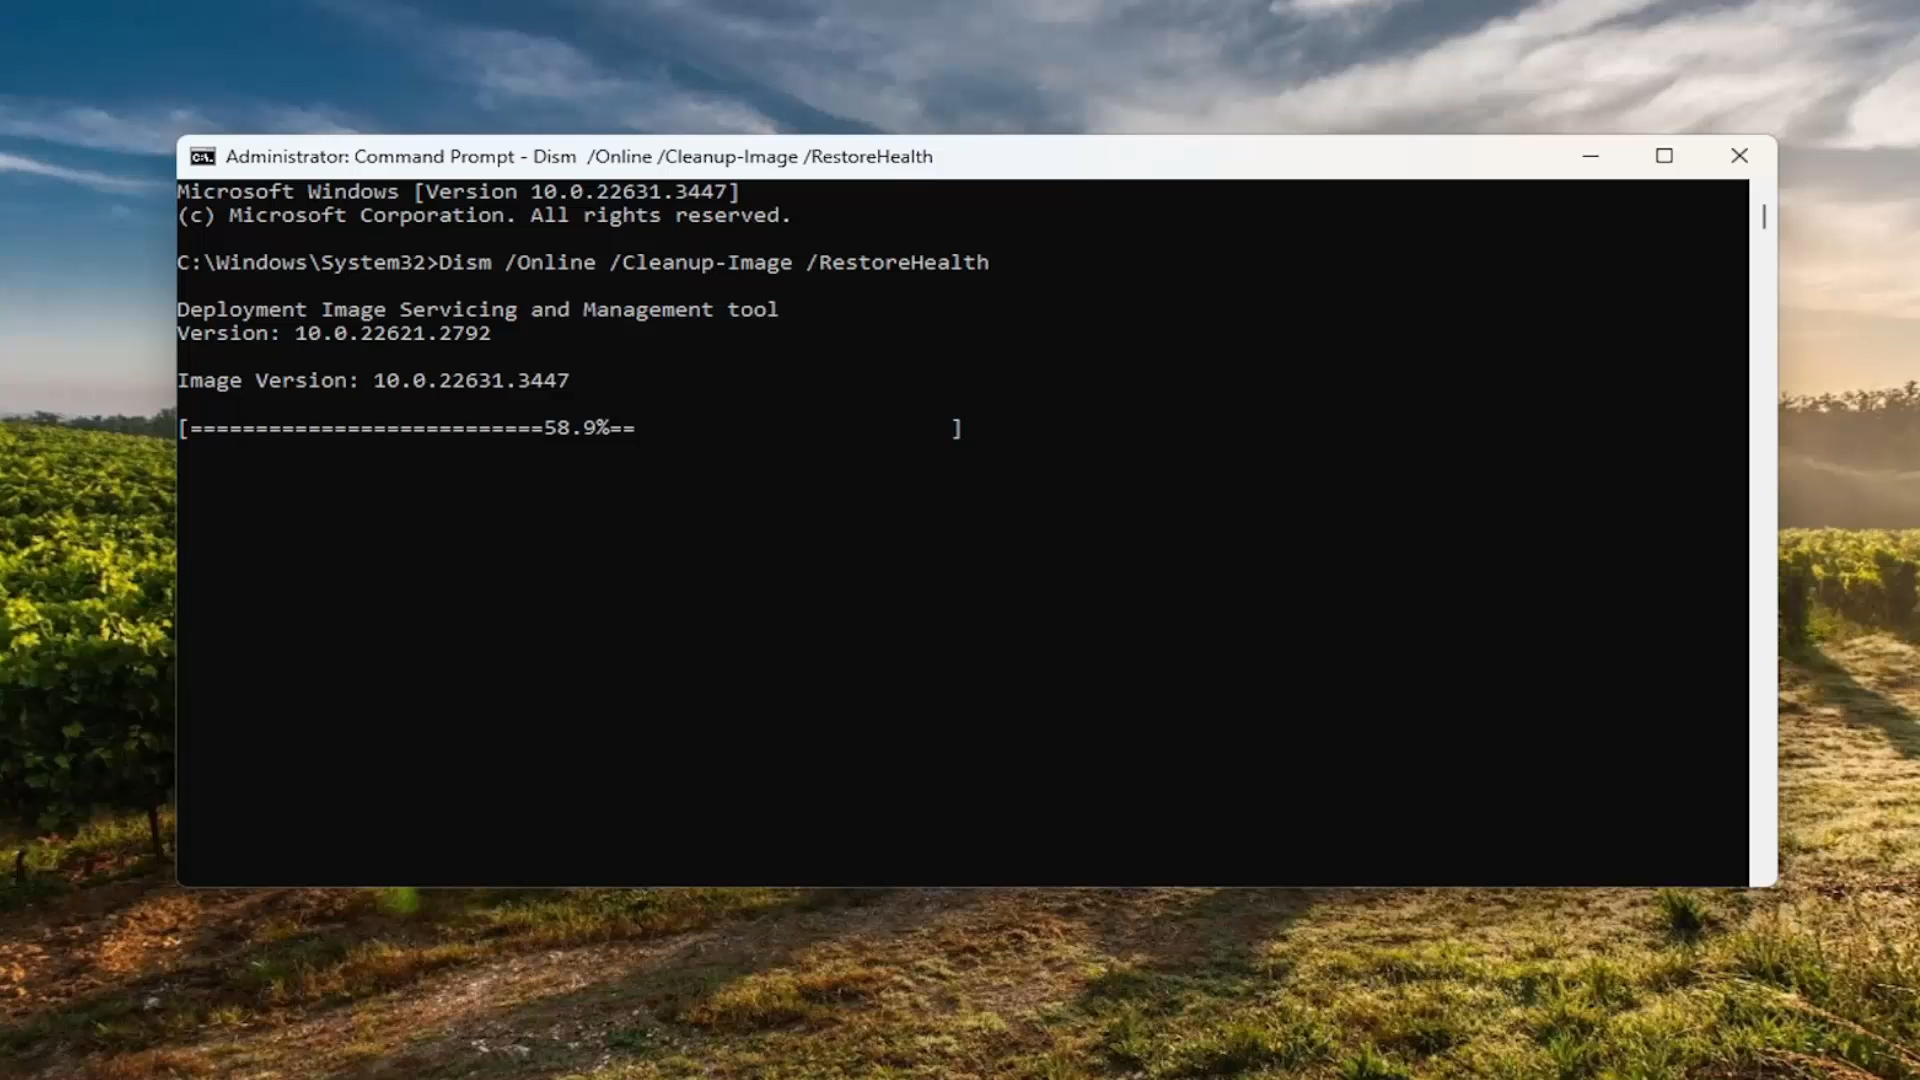 Administrator: Command Prompt - Dism  /Online /Cleanup-Image /RestoreHealth
Microsoft Windows [Version 10.0.22631.3447]
(c) Microsoft Corporation. All rights reserved.
C:\Windows\System32>Dism /Online /Cleanup-Image /RestoreHealth
Deployment Image Servicing and Management tool
Version: 10.0.22621.2792
Image Version: 10.0.22631.3447
[===========================58.9%==                        ]